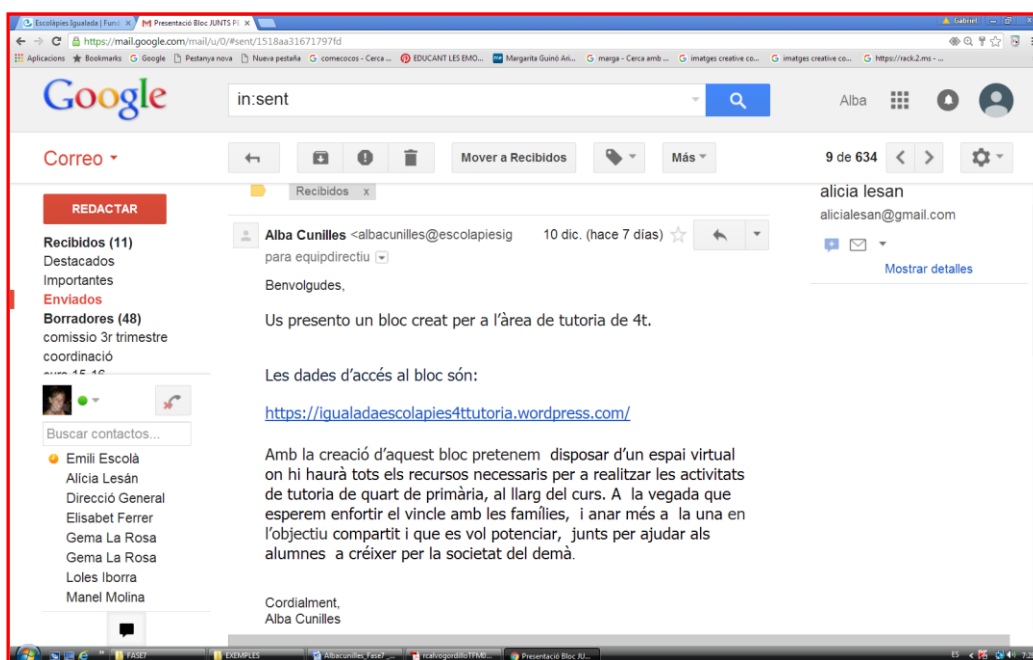 Escolàpies Igualada | Fund
Presentació Bloc JUNTS PE
Gabriel
https://mail.google.com/mail/u/0/#sent/1518aa31671797fd
Aplicacions Bookmarks Google Pestanya nova Nueva pestaña comecocos - Cerca ... EDUCANT LES EMO... Margarita Guinó Ari... marga - Cerca amb ... imatges creative co... imatges creative co... https://rack.2.ms - ...
Google
in:sent
Alba
Correo
Mover a Recibidos
Más
9 de 634
REDACTAR
Recibidos (11)
Destacados
Importantes
Enviados
Borradores (48)
comissio 3r trimestre
coordinació
curs 15-16
Buscar contactos...
Emili Escolà
Alícia Lesán
Direcció General
Elisabet Ferrer
Gema La Rosa
Gema La Rosa
Loles Iborra
Manel Molina
Recibidos x
Alba Cunilles <albacunilles@escolapiesig 10 dic. (hace 7 días)
para equipdirectiu
Benvolgudes,
Us presento un bloc creat per a l'àrea de tutoria de 4t.
Les dades d'accés al bloc són:
https://igualadaescolapies4ttutoria.wordpress.com/
Amb la creació d'aquest bloc pretenem disposar d'un espai virtual
on hi haurà tots els recursos necessaris per a realitzar les activitats
de tutoria de quart de primària, al llarg del curs. A la vegada que
esperem enfortir el vincle amb les famílies, i anar més a la una en
l'objectiu compartit i que es vol potenciar, junts per ajudar als
alumnes a créixer per la societat del demà.
Cordialment,
Alba Cunilles
alicia lesan
alicialesan@gmail.com
Mostrar detalles
FASE7
EXEMPLES
Albacunilles_Fase7_...
rcalvogordilloTFM0...
Presentació Bloc JU...
ES